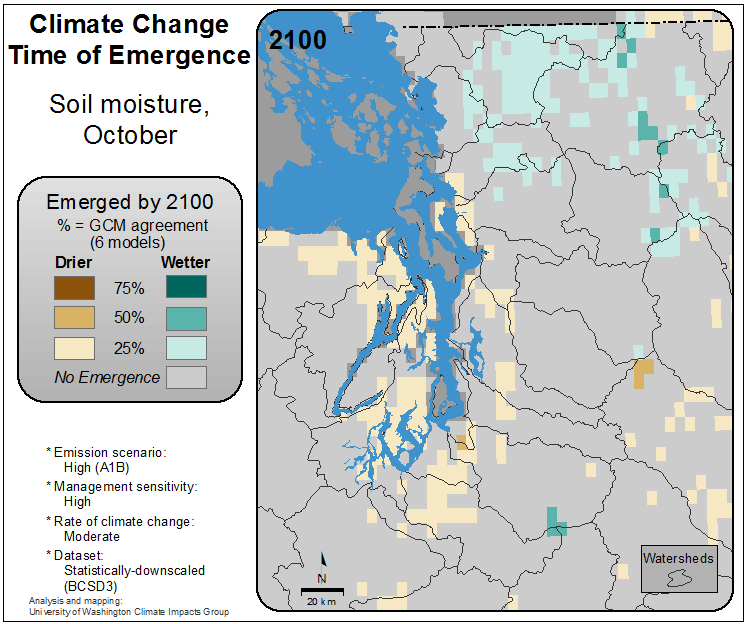 Climate Change
Time of Emergence
Soil moisture,
October
Emerged by 2100
% = GCM agreement
(6 models)
Drier
Wetter
75%
50%
25%
No Emergence
* Emission scenario:
High (A1B)
* Management sensitivity:
High
* Rate of climate change:
Moderate
* Dataset:
Statistically-downscaled
(BCSD3)
Analysis and mapping:
University of Washington Climate Impacts Group
2100
N
20 km
Watersheds